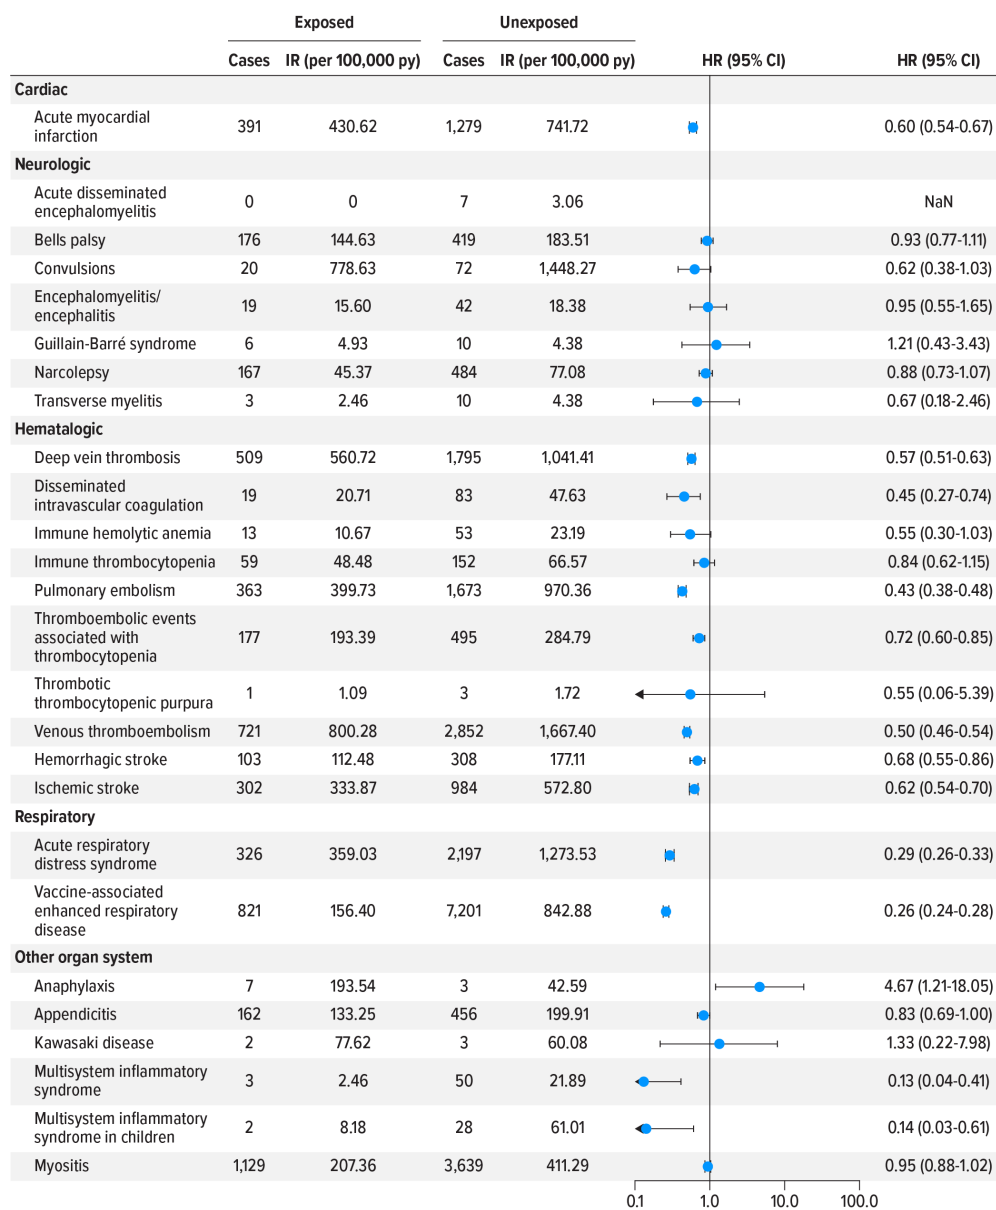 Exposed Unexposed
Cases IR (per 100,000 py) Cases IR (per 100,000 py) HR (95% CI) HR (95% CI)
Cardiac
Acute myocardial
infarction 391 430.62 1,279 741.72 0.60 (0.54-0.67)
Neurologic
Acute disseminated
encephalomyelitis 0 0 7 3.06 NaN
Bells palsy 176 144.63 419 183.51 0.93 (0.77-1.11)
Convulsions 20 778.63 72 1,448.27 0.62 (0.38-1.03)
Encephalomyelitis/
encephalitis 19 15.60 42 18.38 0.95 (0.55-1.65)
Guillain-Barré syndrome 6 4.93 10 4.38 1.21 (0.43-3.43)
Narcolepsy 167 45.37 484 77.08 0.88 (0.73-1.07)
Transverse myelitis 3 2.46 10 4.38 0.67 (0.18-2.46)
Hematalogic
Deep vein thrombosis 509 560.72 1,795 1,041.41 0.57 (0.51-0.63)
Disseminated
intravascular coagulation 19 20.71 83 47.63 0.45 (0.27-0.74)
Immune hemolytic anemia 13 10.67 53 23.19 0.55 (0.30-1.03)
Immune thrombocytopenia 59 48.48 152 66.57 0.84 (0.62-1.15)
Pulmonary embolism 363 399.73 1,673 970.36 0.43 (0.38-0.48)
Thromboembolic events
associated with 177 193.39 495 284.79 0.72 (0.60-0.85)
thrombocytopenia
Thrombotic
thrombocytopenic purpura 1 1.09 3 1.72 0.55 (0.06-5.39)
Venous thromboembolism 721 800.28 2,852 1,667.40 0.50 (0.46-0.54)
Hemorrhagic stroke 103 112.48 308 177.11 0.68 (0.55-0.86)
Ischemic stroke 302 333.87 984 572.80 0.62 (0.54-0.70)
Respiratory
Acute respiratory
distress syndrome 326 359.03 2,197 1,273.53 0.29 (0.26-0.33)
Vaccine-associated
enhanced respiratory 821 156.40 7,201 842.88 0.26 (0.24-0.28)
disease
Other organ system
Anaphylaxis 7 193.54 3 42.59 4.67 (1.21-18.05)
Appendicitis 162 133.25 456 199.91 0.83 (0.69-1.00)
Kawasaki disease 2 77.62 3 60.08 1.33 (0.22-7.98)
Multisystem inflammatory
syndrome 3 2.46 50 21.89 0.13 (0.04-0.41)
Multisystem inflammatory
syndrome in children 2 8.18 28 61.01 0.14 (0.03-0.61)
Myositis 1,129 207.36 3,639 411.29 0.95 (0.88-1.02)
0.1 1.0 10.0 100.0